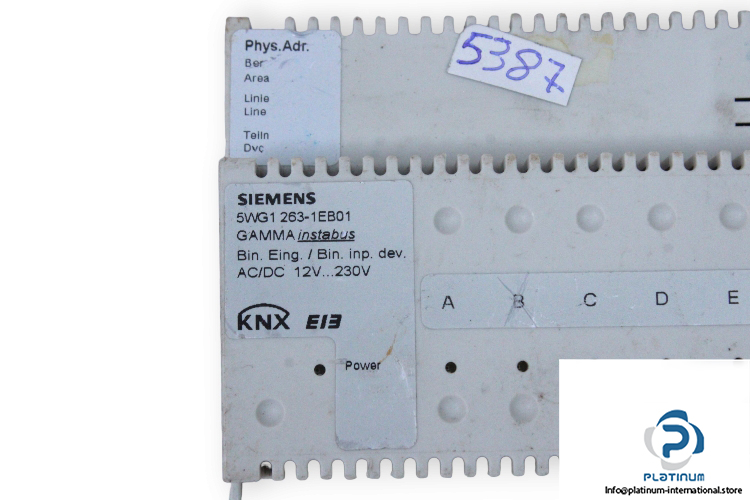 Phys.Adr.
Ber
Area
Linie
Line
Teiln
Dvc
5387
SIEMENS
5WG1 263-1EB01
GAMMA instabus
Bin. Eing. / Bin. inp. dev.
AC/DC 12V...230V
KNX EIB
A B C D E
Power
PLATINUM
Info@platinum-international.store